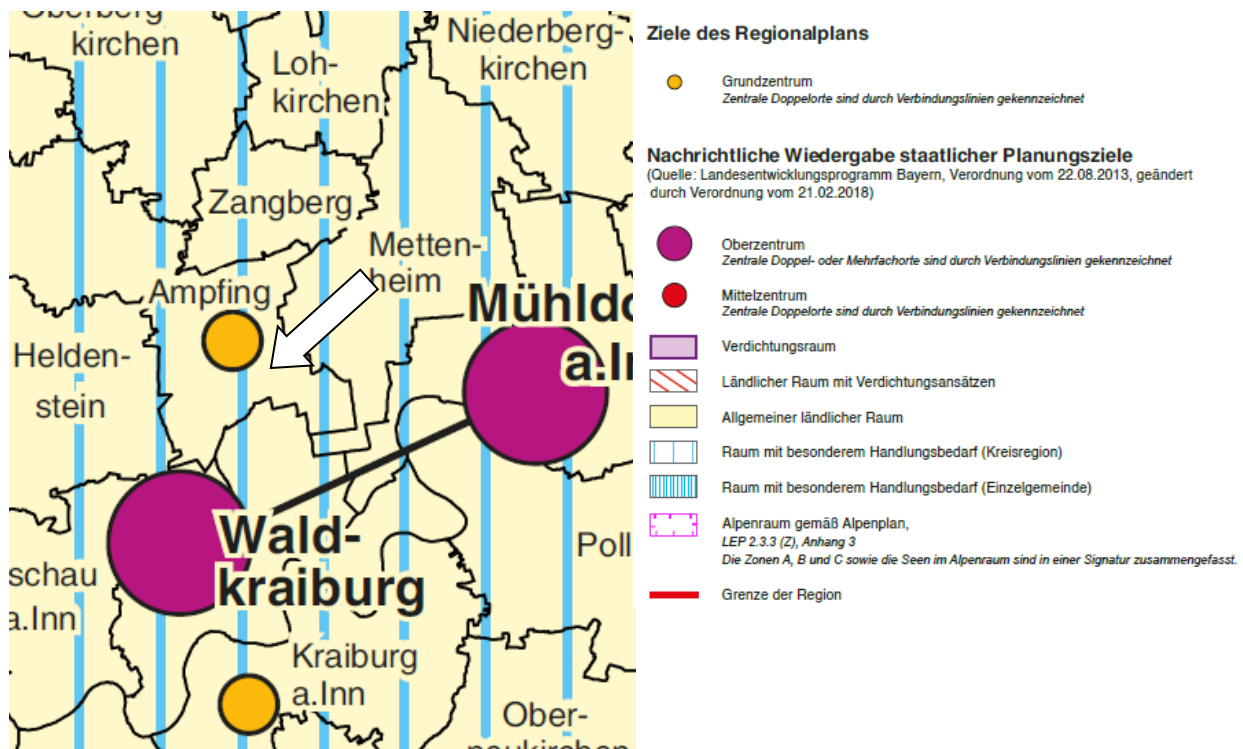 kirchen
Niederberg-
kirchen
Loh-
kirchen
Zangberg
Metten-
heim
Ampfing
Mühldo
a.I
Helden-
stein
Wald-
kraiburg
Poll
schau
a.Inn
Kraiburg
a.Inn
Ober-
Ziele des Regionalplans
Grundzentrum
Zentrale Doppelorte sind durch Verbindungslinien gekennzeichnet
Nachrichtliche Wiedergabe staatlicher Planungsziele
(Quelle: Landesentwicklungsprogramm Bayern, Verordnung vom 22.08.2013, geändert
durch Verordnung vom 21.02.2018)
Oberzentrum
Zentrale Doppel- oder Mehrfachorte sind durch Verbindungslinien gekennzeichnet
Mittelzentrum
Zentrale Doppelorte sind durch Verbindungslinien gekennzeichnet
Verdichtungsraum
Ländlicher Raum mit Verdichtungsansätzen
Allgemeiner ländlicher Raum
Raum mit besonderem Handlungsbedarf (Kreisregion)
Raum mit besonderem Handlungsbedarf (Einzelgemeinde)
Alpenraum gemäß Alpenplan,
LEP 2.3.3 (Z), Anhang 3
Die Zonen A, B und C sowie die Seen im Alpenraum sind in einer Signatur zusammengefasst.
Grenze der Region